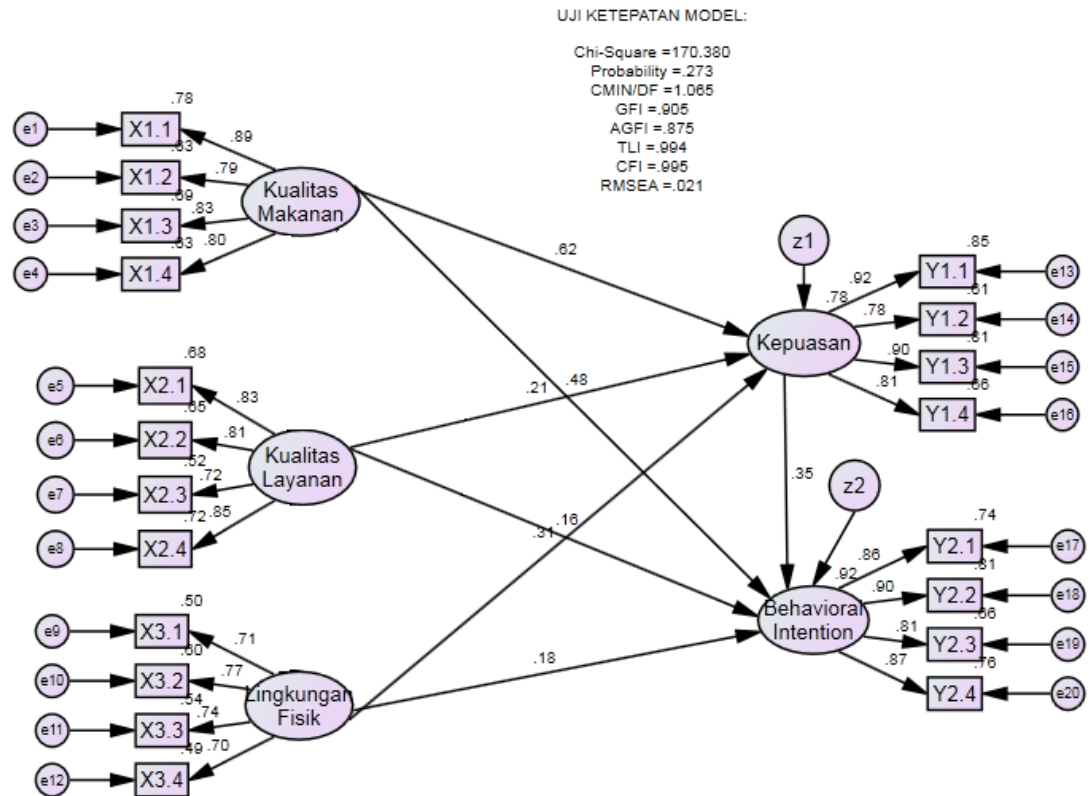 UJI KETEPATAN MODEL:
Chi-Square =170.380
Probability =.273
CMIN/DF =1.065
GFI =.905
AGFI =.875
TLI =.994
CFI =.995
RMSEA =.021
.78
e1
X1.1
.89
.63
e2
X1.2
.79
.69
e3
X1.3
.83
.63
e4
X1.4
.80
Kualitas
Makanan
.68
e5
X2.1
.83
.65
e6
X2.2
.81
.52
e7
X2.3
.72
.72
e8
X2.4
.85
Kualitas
Layanan
.50
e9
X3.1
.71
.60
e10
X3.2
.77
.54
e11
X3.3
.74
.49
e12
X3.4
.70
Lingkungan
Fisik
.62
.21
.48
.31
.16
.18
.35
z1
.78
Kepuasan
.85
.92
Y1.1
e13
.61
.78
Y1.2
e14
.81
.90
Y1.3
e15
.66
.81
Y1.4
e16
z2
.92
Behavioral
Intention
.74
.86
Y2.1
e17
.81
.90
Y2.2
e18
.66
.81
Y2.3
e19
.76
.87
Y2.4
e20